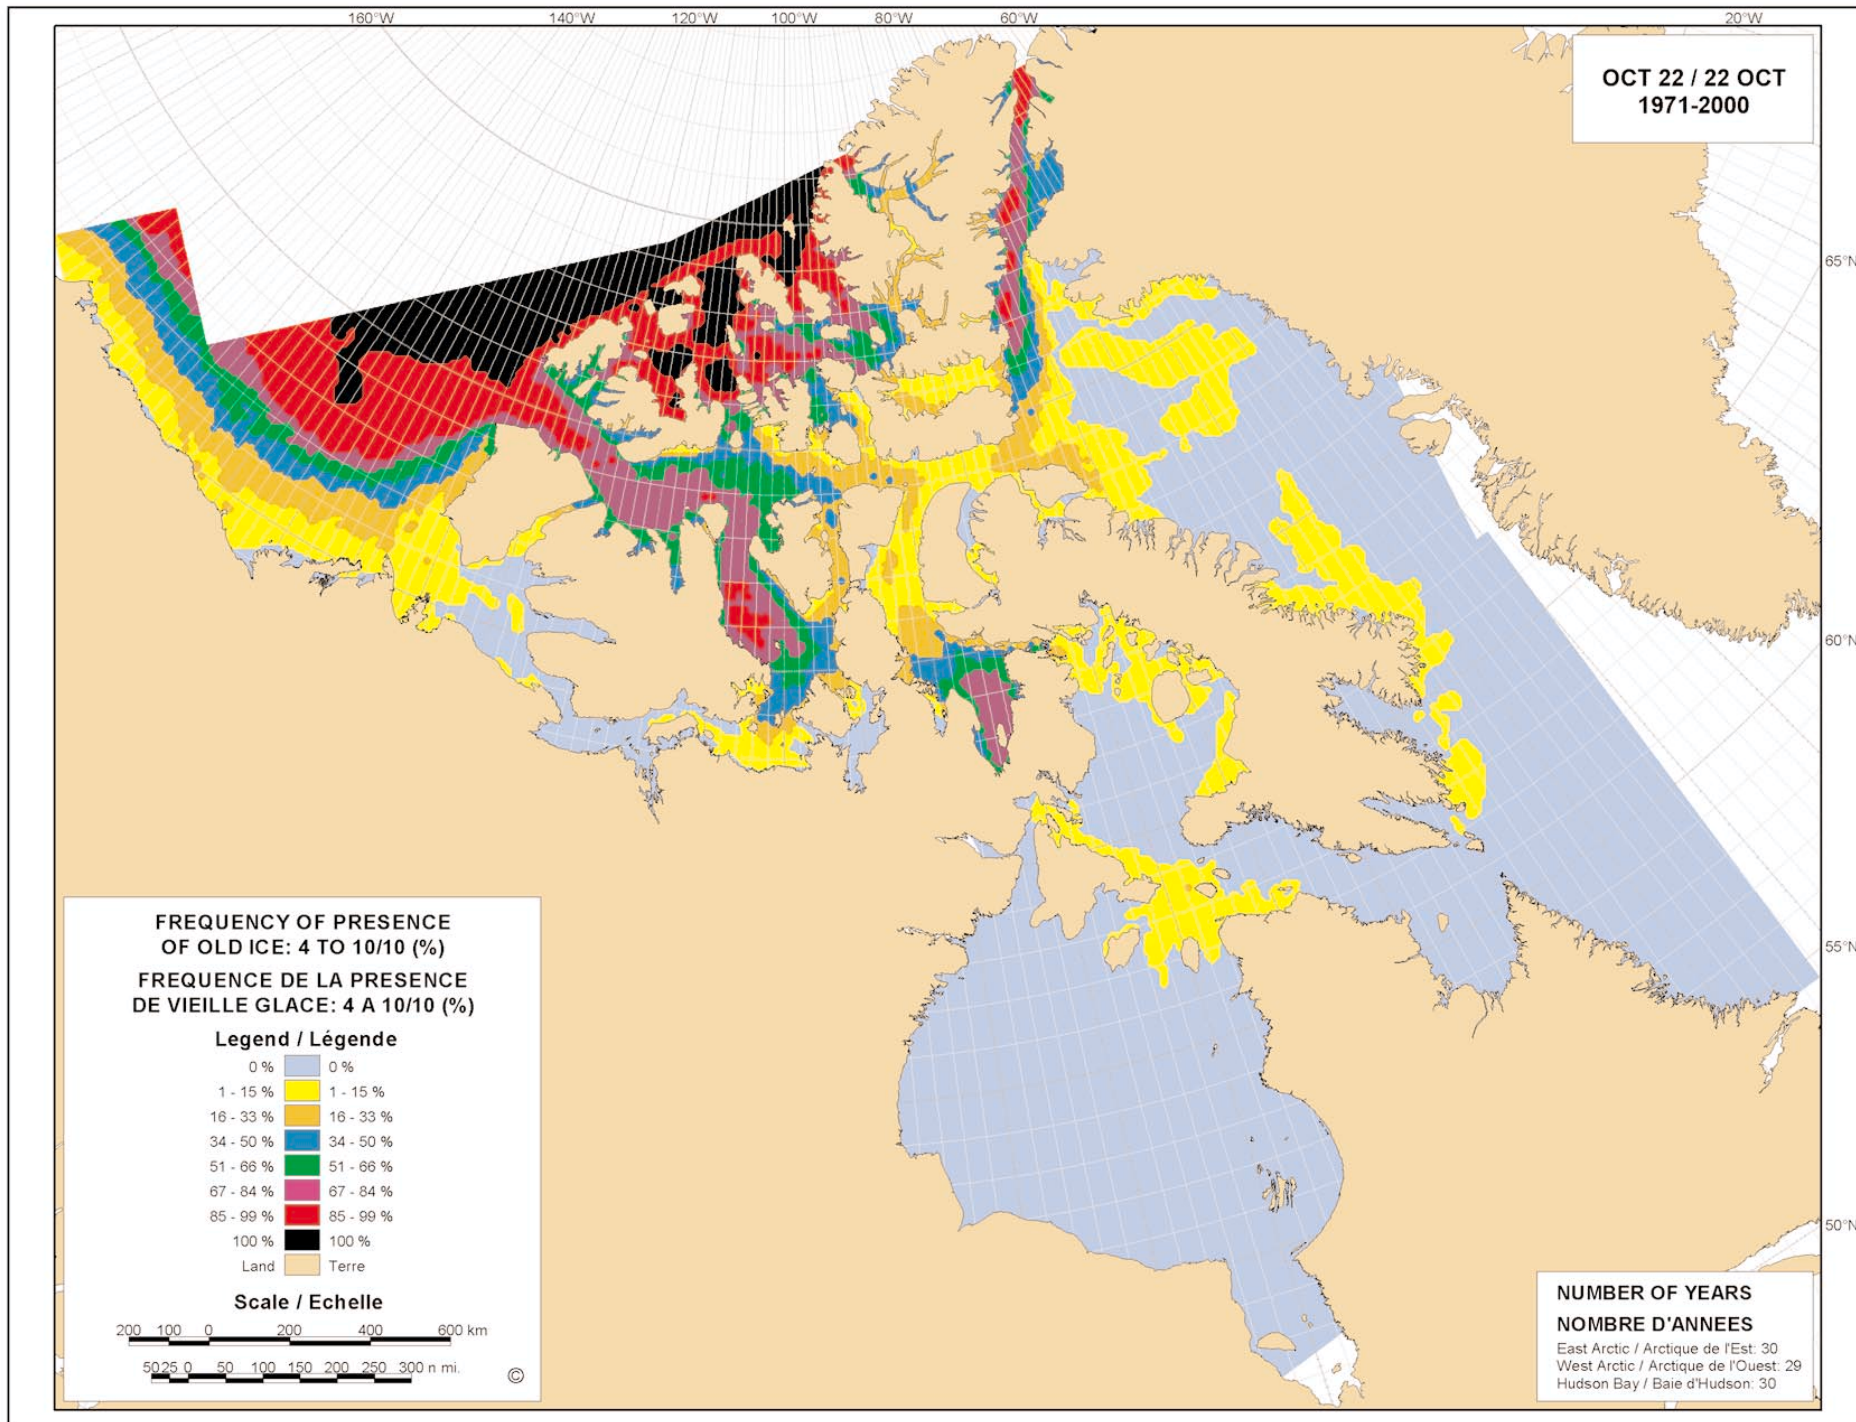 160°W 140°W 120°W 100°W 80°W 60°W 20°W
OCT 22 / 22 OCT
1971-2000
65°N
60°N
55°N
50°N
FREQUENCY OF PRESENCE
OF OLD ICE: 4 TO 10/10 (%)
FREQUENCE DE LA PRESENCE
DE VIEILLE GLACE: 4 A 10/10 (%)
Legend / Légende
0 % 0 %
1 - 15 % 1 - 15 %
16 - 33 % 16 - 33 %
34 - 50 % 34 - 50 %
51 - 66 % 51 - 66 %
67 - 84 % 67 - 84 %
85 - 99 % 85 - 99 %
100 % 100 %
Land Terre
Scale / Echelle
200 100 0 200 400 600 km
50 25 0 50 100 150 200 250 300 n mi.
©
NUMBER OF YEARS
NOMBRE D'ANNEES
East Arctic / Arctique de l'Est: 30
West Arctic / Arctique de l'Ouest: 29
Hudson Bay / Baie d'Hudson: 30